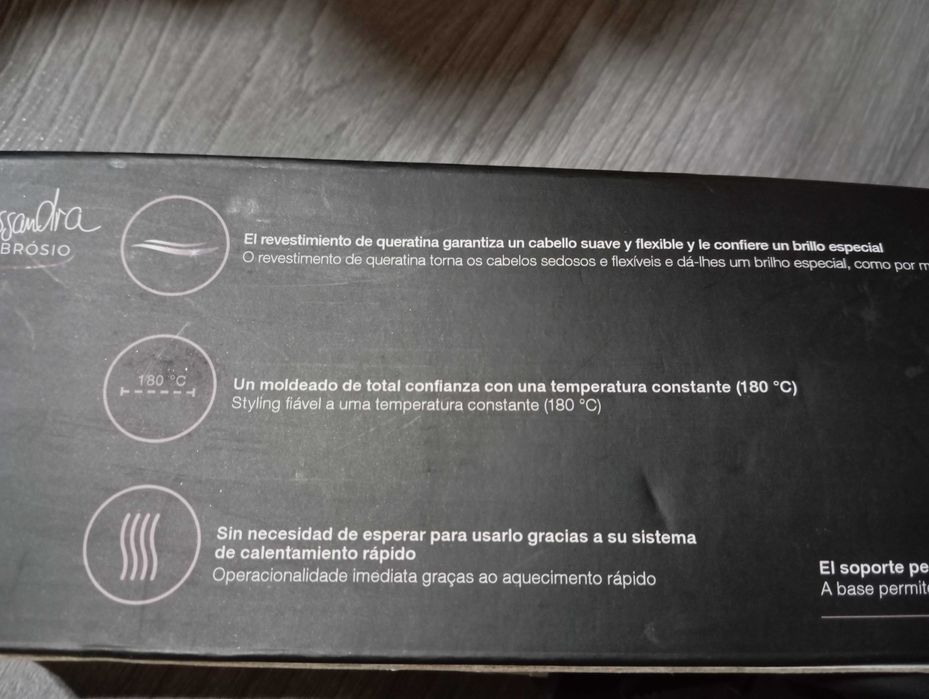 BRÓSIO
El revestimiento de queratina garantiza un cabello suave y flexible y le confiere un brillo especial
O revestimento de queratina torna os cabelos sedosos e flexíveis e dá-lhes um brilho especial, como por m
180 °C
Un moldeado de total confianza con una temperatura constante (180 °C)
Styling fiável a uma temperatura constante (180 °C)
Sin necesidad de esperar para usarlo gracias a su sistema
de calentamiento rápido
Operacionalidade imediata graças ao aquecimento rápido
El soporte pe
A base permit